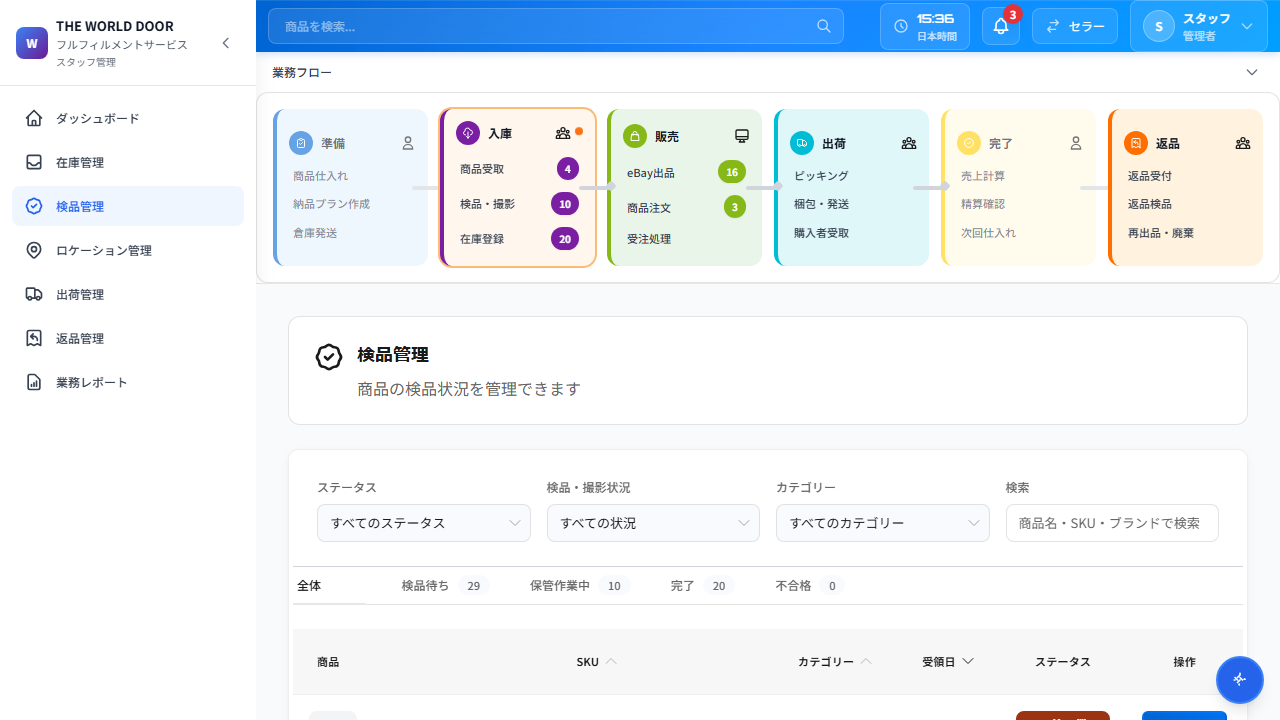 THE WORLD DOOR
フルフィルメントサービス
スタッフ管理
W
ダッシュボード
在庫管理
検品管理
ロケーション管理
出荷管理
返品管理
業務レポート
商品を検索...
15:36
日本時間
3
セラー
S
スタッフ
管理者
業務フロー
準備
商品仕入れ
納品プラン作成
倉庫発送
入庫
商品受取 4
検品・撮影 10
在庫登録 20
販売
eBay出品 16
商品注文 3
受注処理
出荷
ピッキング
梱包・発送
購入者受取
完了
売上計算
精算確認
次回仕入れ
返品
返品受付
返品検品
再出品・廃棄
検品管理
商品の検品状況を管理できます
ステータス 検品・撮影状況 カテゴリー 検索
すべてのステータス すべての状況 すべてのカテゴリー 商品名・SKU・ブランドで検索
全体 検品待ち 29 保管作業中 10 完了 20 不合格 0
商品 SKU カテゴリー 受領日 ステータス 操作